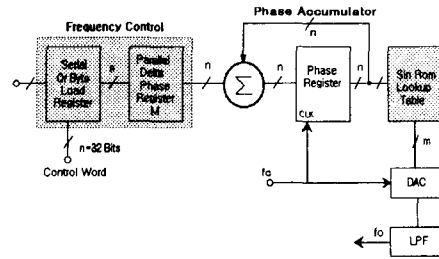 Frequency Control
Phase Accumulator
n
Serial
Or Byte
Load
Register
n
Parallel
Delta
Phase
Register
M
n
Σ
n
Phase
Register
CLK
n
Sin Rom
Lookup
Table
n=32 Bits
Control Word
m
fa
DAC
fo
LPF